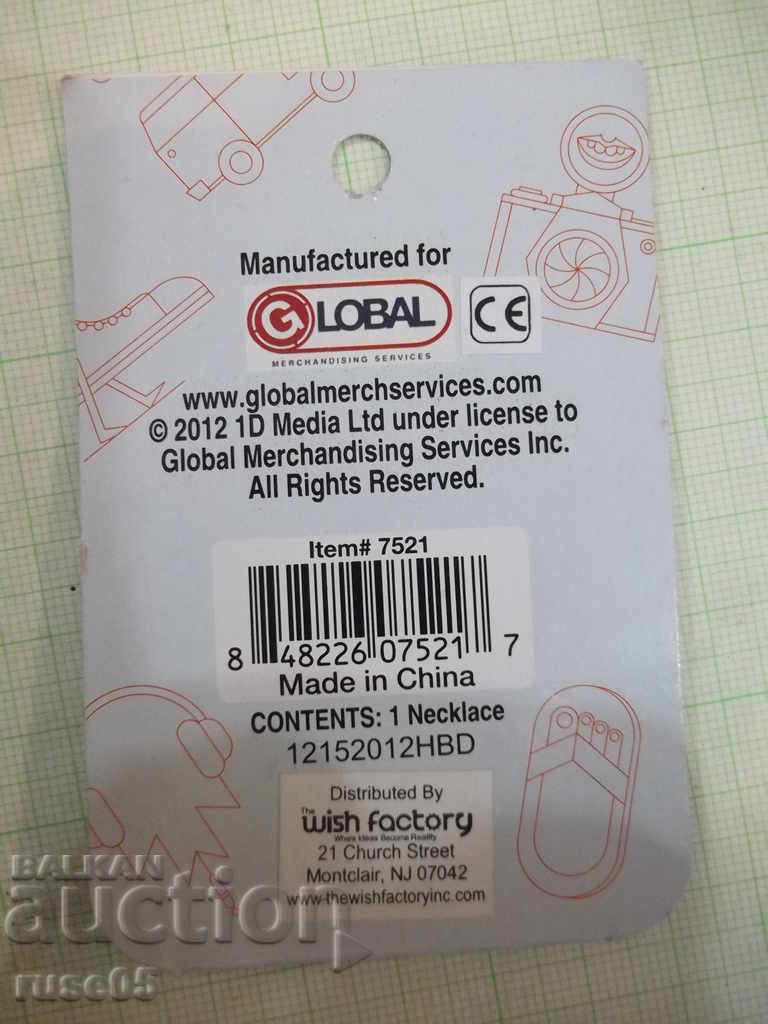 Manufactured for
GLOBAL
MERCHANDISING SERVICES
CE
www.globalmerchservices.com
© 2012 1D Media Ltd under license to
Global Merchandising Services Inc.
All Rights Reserved.
Item# 7521
8 48226 07521 7
Made in China
CONTENTS: 1 Necklace
12152012HBD
Distributed By
The
wish factory
Where Ideas Become Reality
21 Church Street
Montclair, NJ 07042
www.thewishfactoryinc.com
BALKAN
auction
ruse05